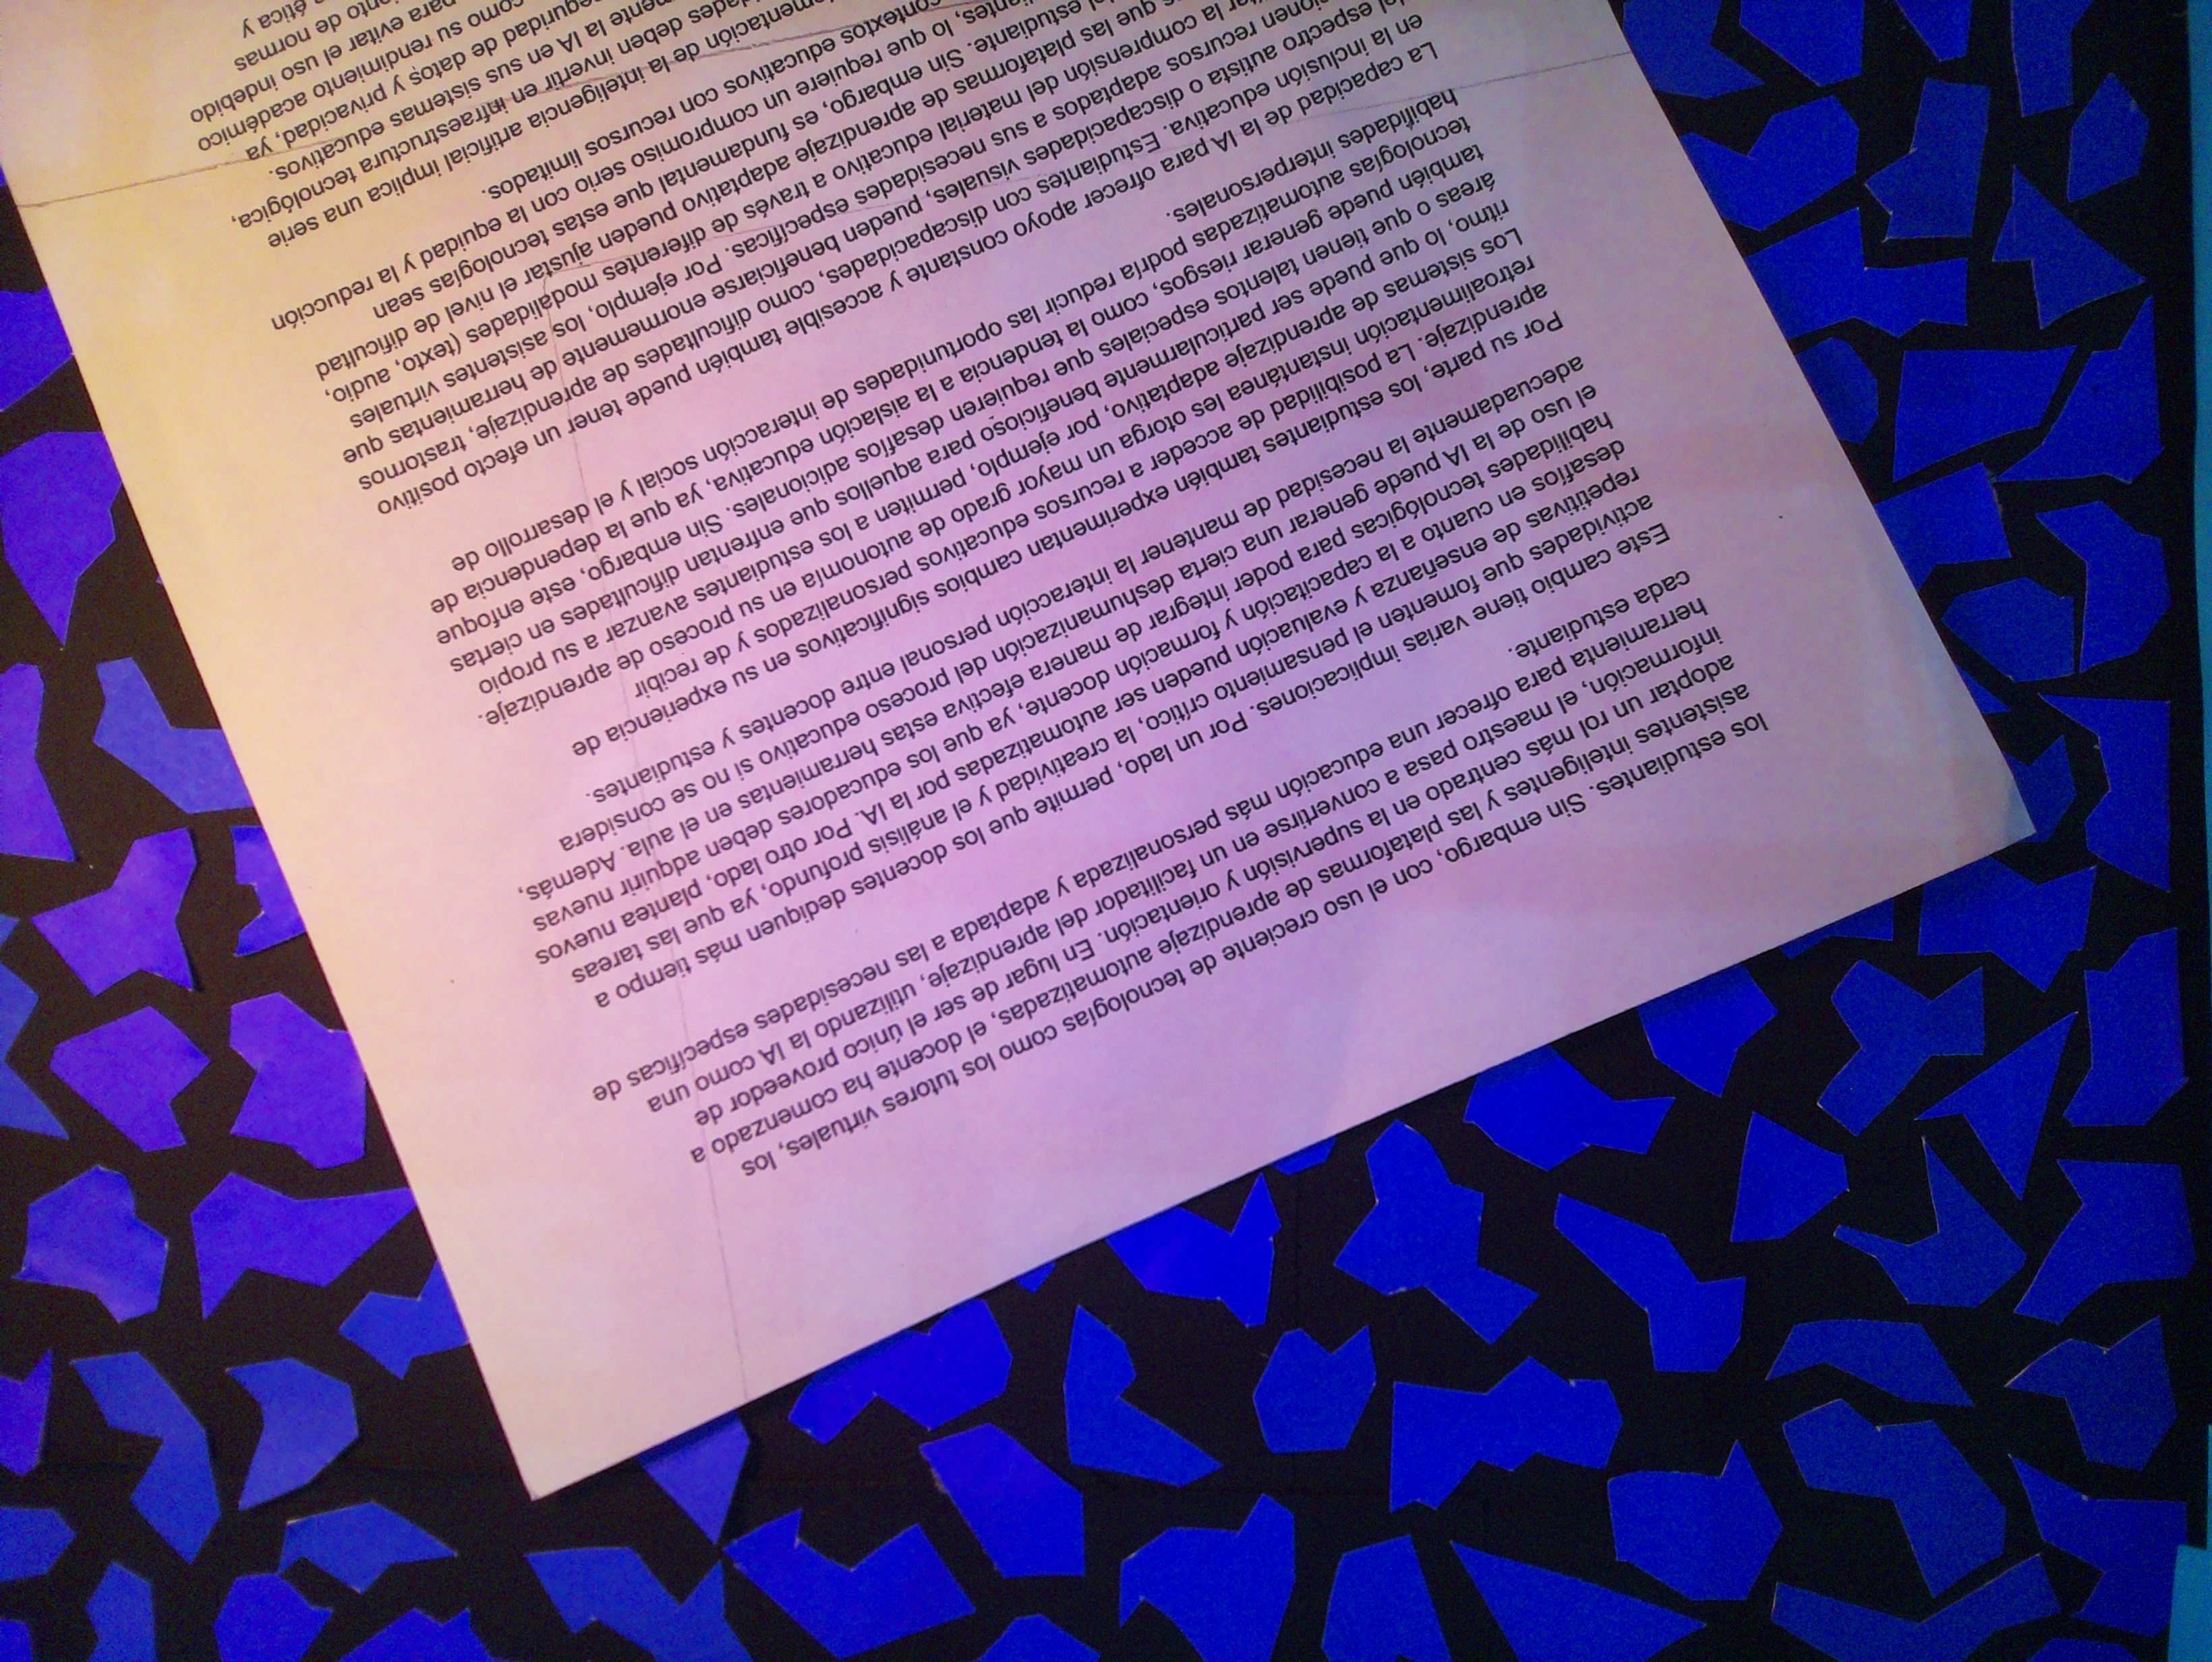 los estudiantes. Sin embargo, con el uso creciente de tecnologías como los tutores virtuales, los
asistentes inteligentes y las plataformas de aprendizaje automatizadas, el docente ha comenzado a
adoptar un rol más centrado en la supervisión y orientación. En lugar de ser el único proveedor de
información, el maestro pasa a convertirse en un facilitador del aprendizaje, utilizando la IA como una
herramienta para ofrecer una educación más personalizada y adaptada a las necesidades específicas de
cada estudiante.
Este cambio tiene varias implicaciones. Por un lado, permite que los docentes dediquen más tiempo a
actividades que fomenten el pensamiento crítico, la creatividad y el análisis profundo, ya que las tareas
repetitivas de enseñanza y evaluación pueden ser automatizadas por la IA. Por otro lado, plantea nuevos
desafíos en cuanto a la capacitación y formación docente, ya que los educadores deben adquirir nuevas
habilidades tecnológicas para poder integrar de manera efectiva estas herramientas en el aula. Además,
el uso de la IA puede generar una cierta deshumanización del proceso educativo si no se considera
adecuadamente la necesidad de mantener la interacción personal entre docentes y estudiantes.
Por su parte, los estudiantes también experimentan cambios significativos en su experiencia de
aprendizaje. La posibilidad de acceder a recursos educativos personalizados y de recibir
retroalimentación instantánea les otorga un mayor grado de autonomía en su proceso de aprendizaje.
Los sistemas de aprendizaje adaptativo, por ejemplo, permiten a los estudiantes avanzar a su propio
ritmo, lo que puede ser particularmente beneficioso para aquellos que enfrentan dificultades en ciertas
áreas o que tienen talentos especiales que requieren desafíos adicionales. Sin embargo, este enfoque
también puede generar riesgos, como la tendencia a la aislación educativa, ya que la dependencia de
tecnologías automatizadas podría reducir las oportunidades de interacción social y el desarrollo de
habilidades interpersonales.
La capacidad de la IA para ofrecer apoyo constante y accesible también puede tener un efecto positivo
en la inclusión educativa. Estudiantes con discapacidades, como dificultades de aprendizaje, trastornos
del espectro autista o discapacidades visuales, pueden beneficiarse enormemente de herramientas que
recursos adaptados a sus necesidades específicas. Por ejemplo, los asistentes virtuales
la comprensión del material educativo a través de diferentes modalidades (texto, audio,
que las plataformas de aprendizaje adaptativo pueden ajustar el nivel de dificultad
estudiante. Sin embargo, es fundamental que estas tecnologías sean
lo que requiere un compromiso serio con la equidad y la reducción
contextos educativos con recursos limitados.
de la inteligencia artificial implica una serie
deben invertir en infraestructura tecnológica,
la IA en sus sistemas educativos.
de datos y privacidad, ya
como su rendimiento académico
para evitar el uso indebido
de normas
ética y